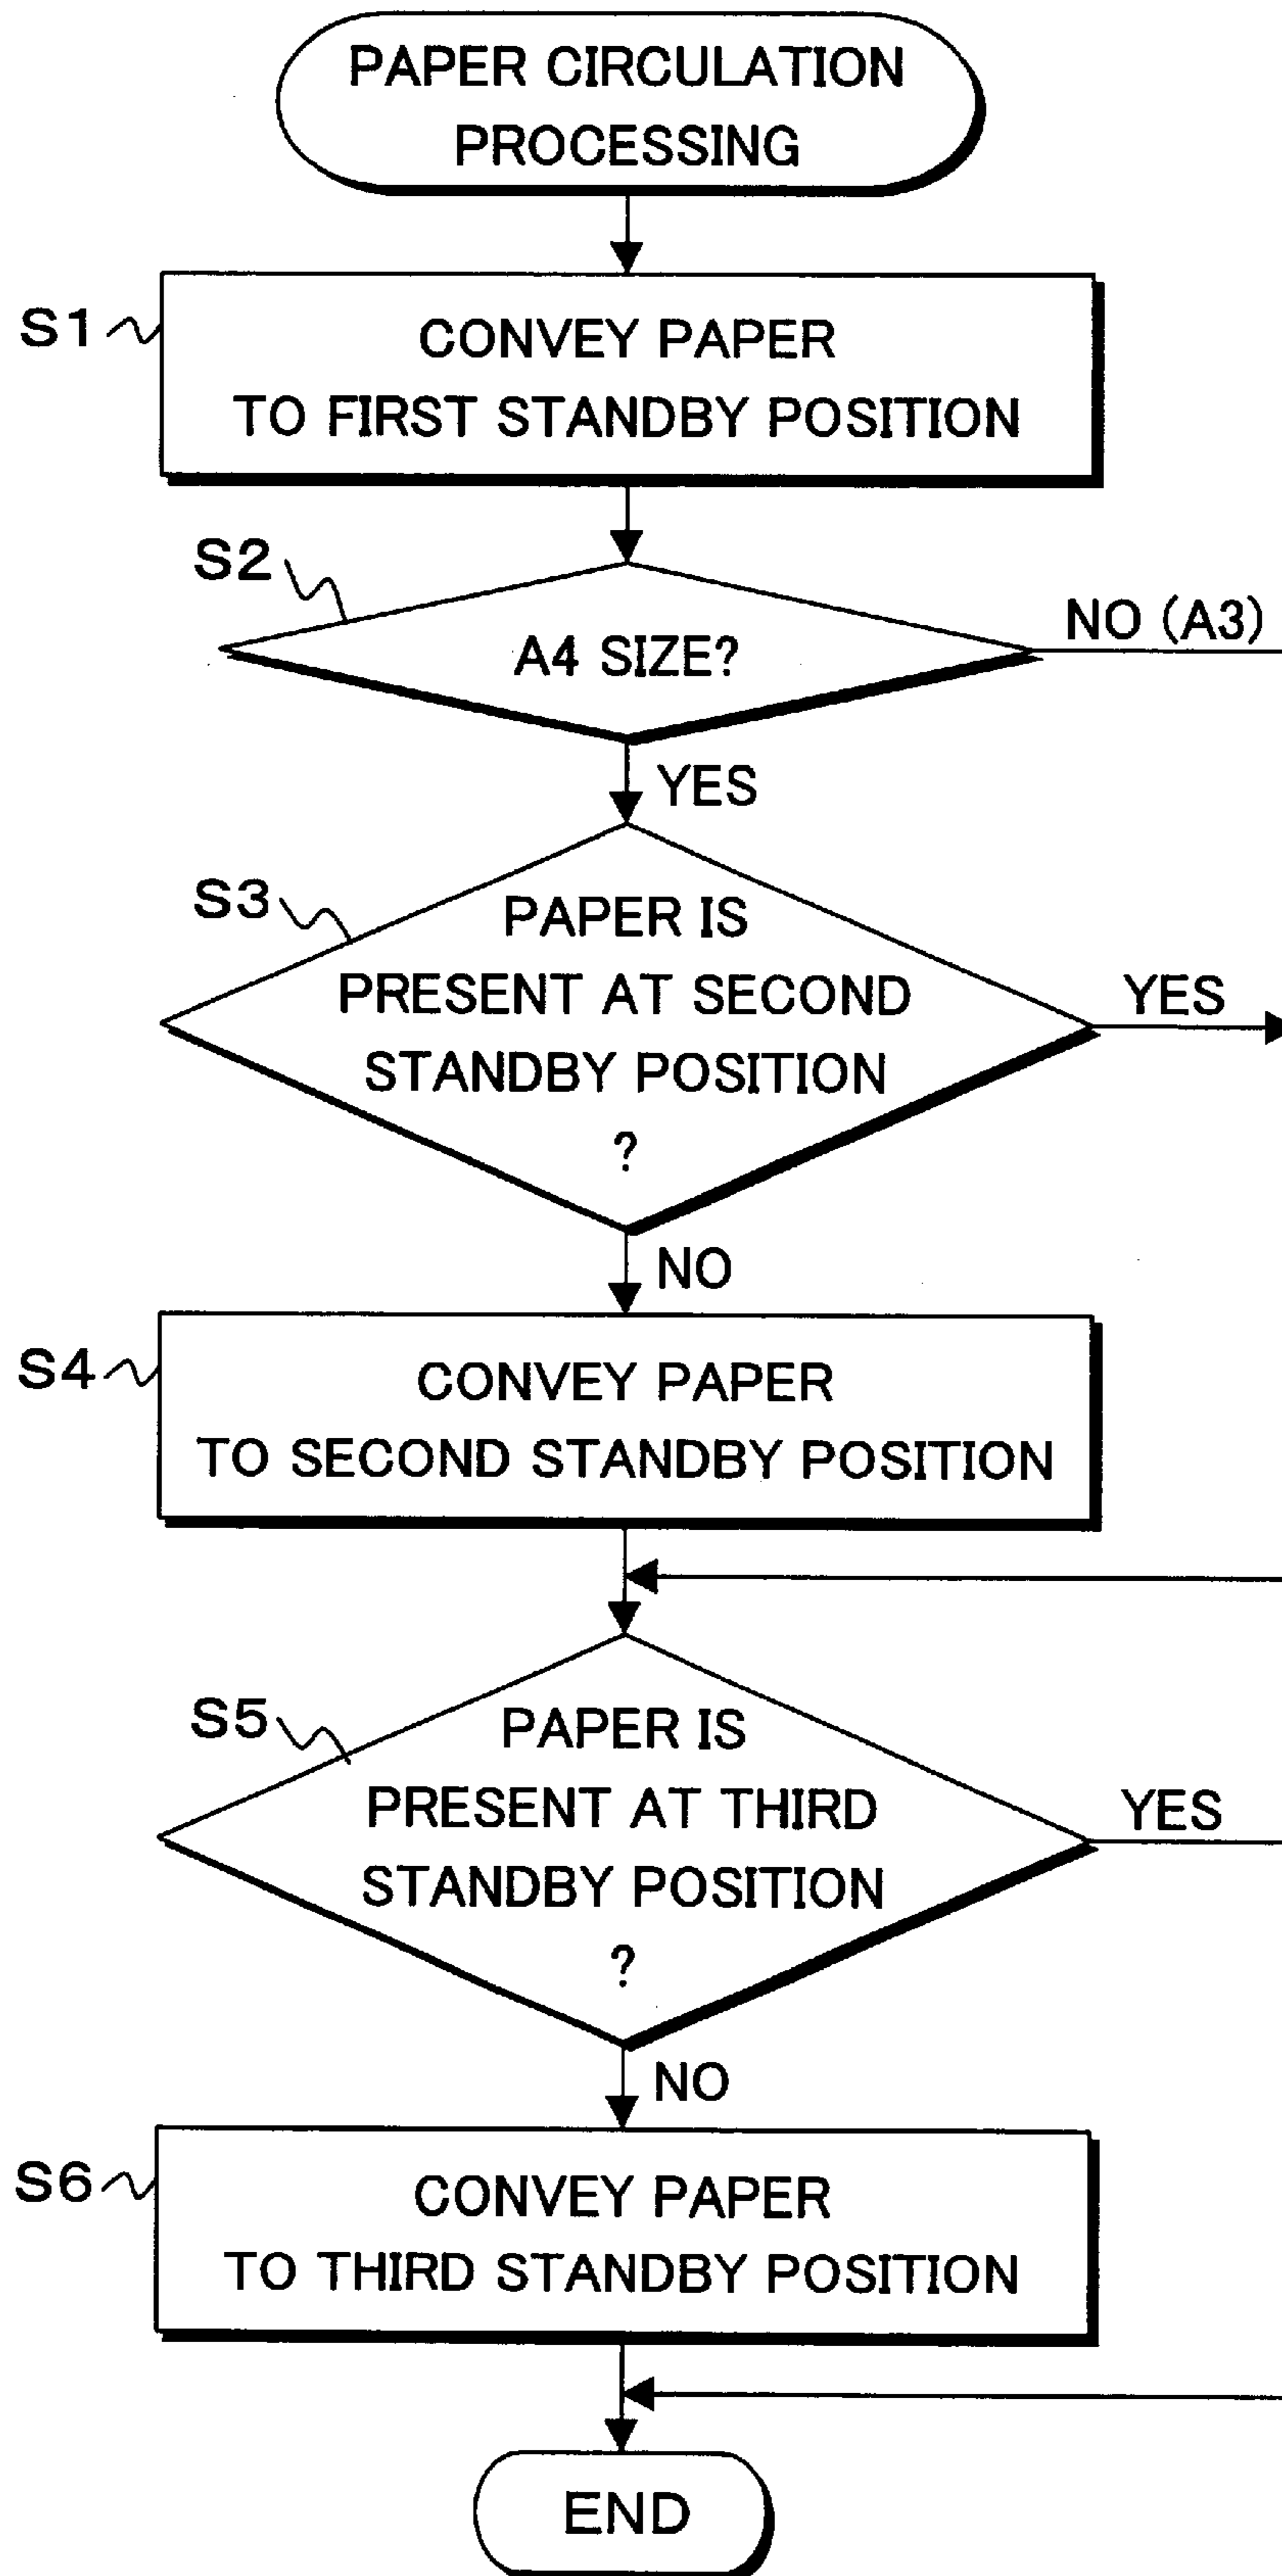 PAPER CIRCULATION
PROCESSING
S1
CONVEY PAPER
TO FIRST STANDBY POSITION
S2
A4 SIZE?
NO (A3)
YES
S3
PAPER IS
PRESENT AT SECOND
STANDBY POSITION
?
YES
NO
S4
CONVEY PAPER
TO SECOND STANDBY POSITION
S5
PAPER IS
PRESENT AT THIRD
STANDBY POSITION
?
YES
NO
S6
CONVEY PAPER
TO THIRD STANDBY POSITION
END